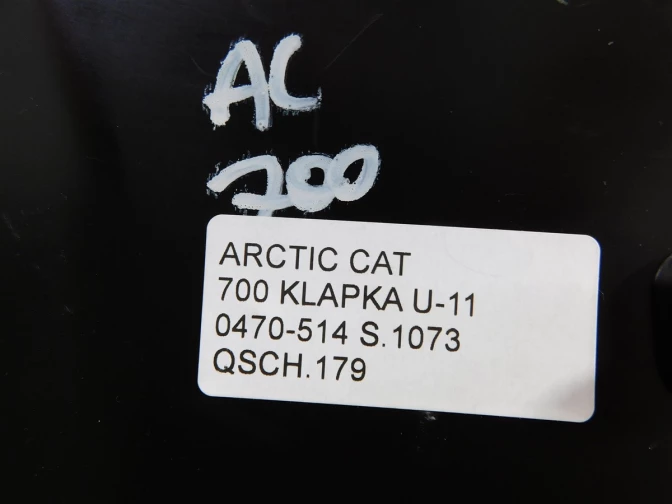 AC
700
ARCTIC CAT
700 KLAPKA U-11
0470-514 S.1073
QSCH.179